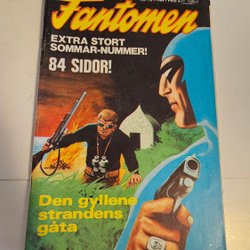 Fantomen
EXTRA STORT
SOMMAR-NUMMER!
84 SIDOR!
Den gyllene
strandens
gåta